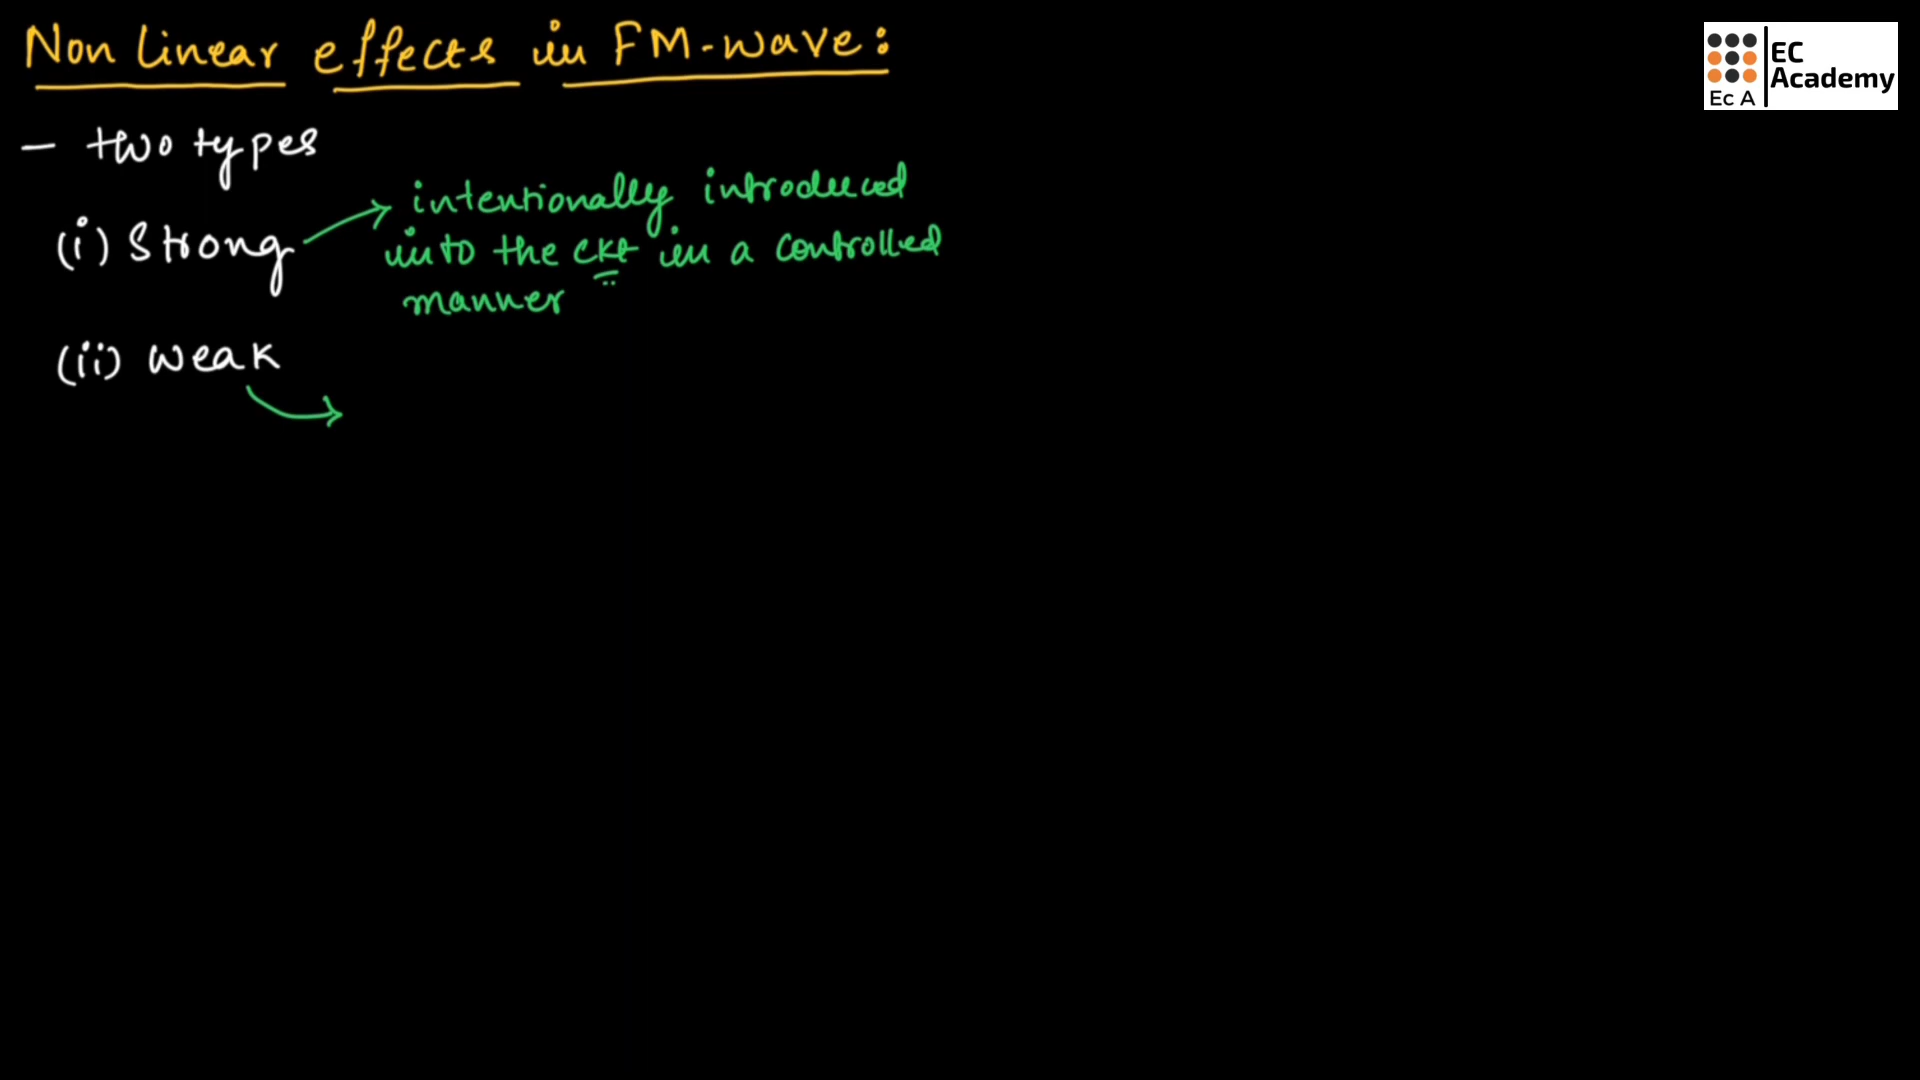 Non linear effects in FM-wave:
EC
Academy
Ec A
- two types
(i) Strong
intentionally introduced
into the ckt in a controlled
manner
(ii) weak